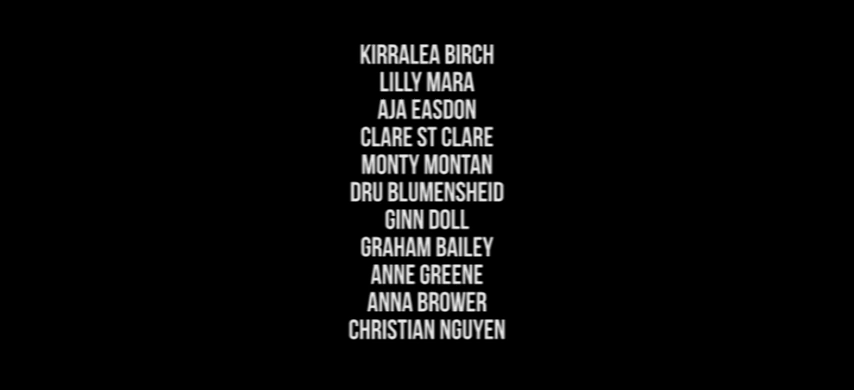 KIRRALEA BIRCH
LILLY MARA
AJA EASDON
CLARE ST CLARE
MONTY MONTAN
DRU BLUMENSHEID
GINN DOLL
GRAHAM BAILEY
ANNE GREENE
ANNA BROWER
CHRISTIAN NGUYEN